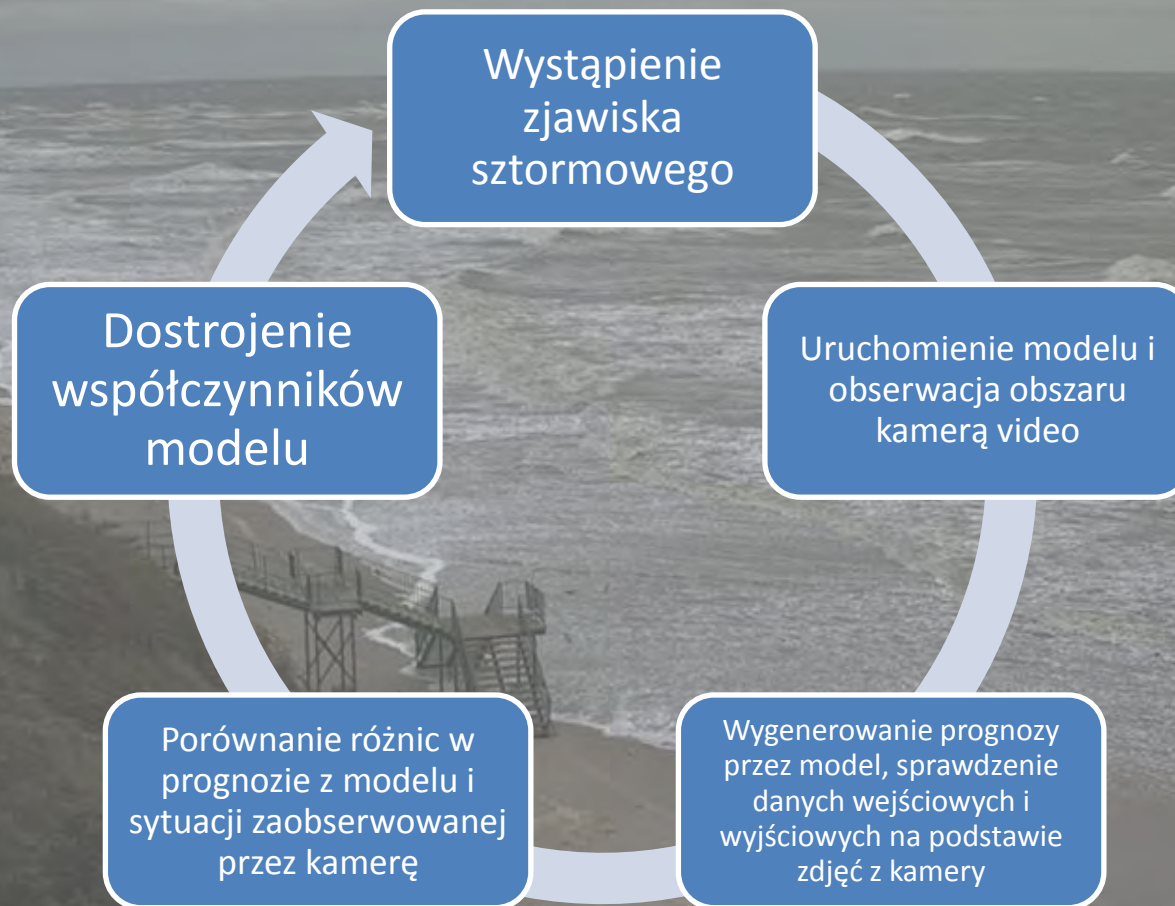 Wystąpienie
zjawiska
sztormowego
Uruchomienie modelu i
obserwacja obszaru
kamerą video
Wygenerowanie prognozy
przez model, sprawdzenie
danych wejściowych i
wyjściowych na podstawie
zdjęć z kamery
Porównanie różnic w
prognozie z modelu i
sytuacji zaobserwowanej
przez kamerę
Dostrojenie
współczynników
modelu